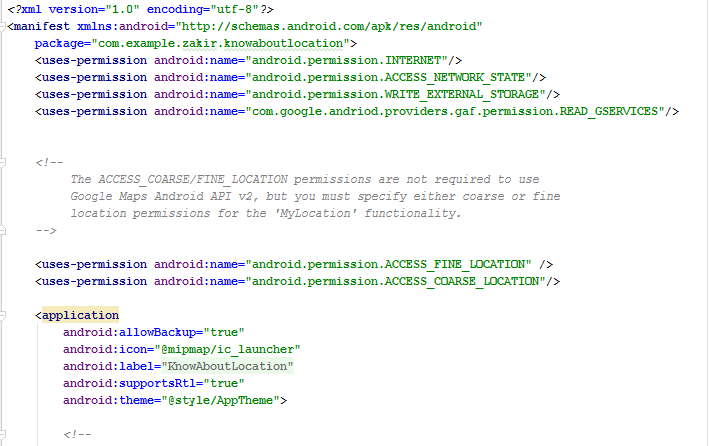 <?xml version="1.0" encoding="utf-8"?>
<manifest xmlns:android="http://schemas.android.com/apk/res/android"
package="com.example.zakir.knowaboutlocation">
<uses-permission android:name="android.permission.INTERNET"/>
<uses-permission android:name="android.permission.ACCESS_NETWORK_STATE"/>
<uses-permission android:name="android.permission.WRITE_EXTERNAL_STORAGE"/>
<uses-permission android:name="com.google.andriod.providers.gaf.permission.READ_GSERVICES"/>
<!--
The ACCESS_COARSE/FINE_LOCATION permissions are not required to use
Google Maps Android API v2, but you must specify either coarse or fine
location permissions for the 'MyLocation' functionality.
-->
<uses-permission android:name="android.permission.ACCESS_FINE_LOCATION" />
<uses-permission android:name="android.permission.ACCESS_COARSE_LOCATION"/>
<application
android:allowBackup="true"
android:icon="@mipmap/ic_launcher"
android:label="KnowAboutLocation"
android:supportsRtl="true"
android:theme="@style/AppTheme">
<!--